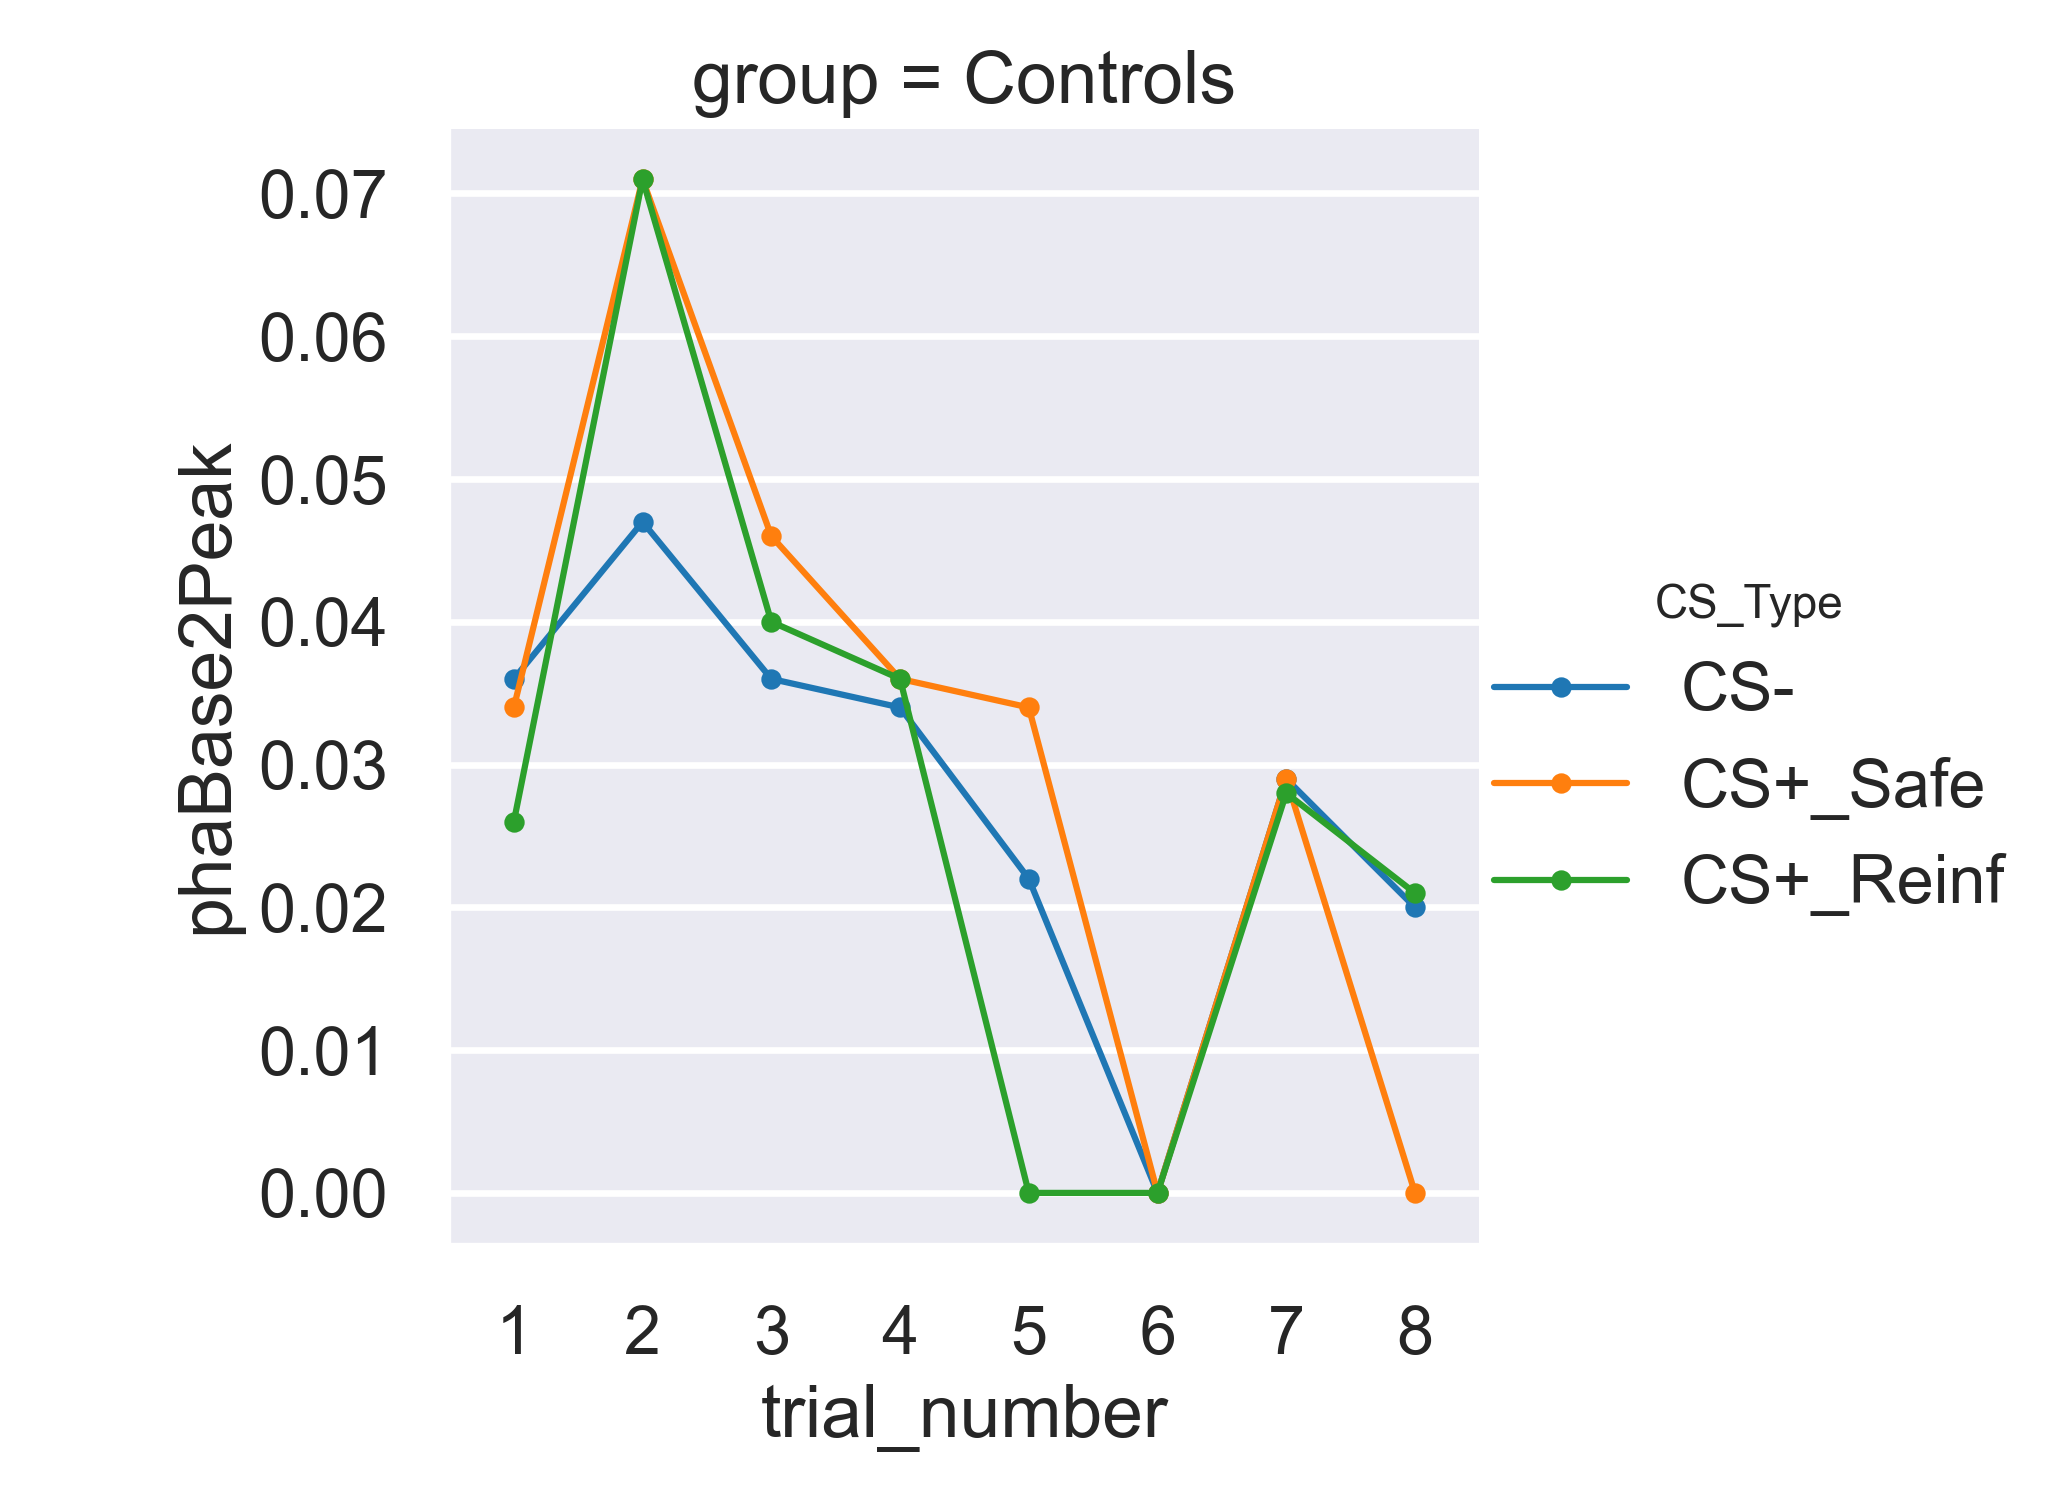 group = Controls
phaBase2Peak
0.07
0.06
0.05
0.04
0.03
0.02
0.01
0.00
1 2 3 4 5 6 7 8
trial_number
CS_Type
CS-
CS+_Safe
CS+_Reinf